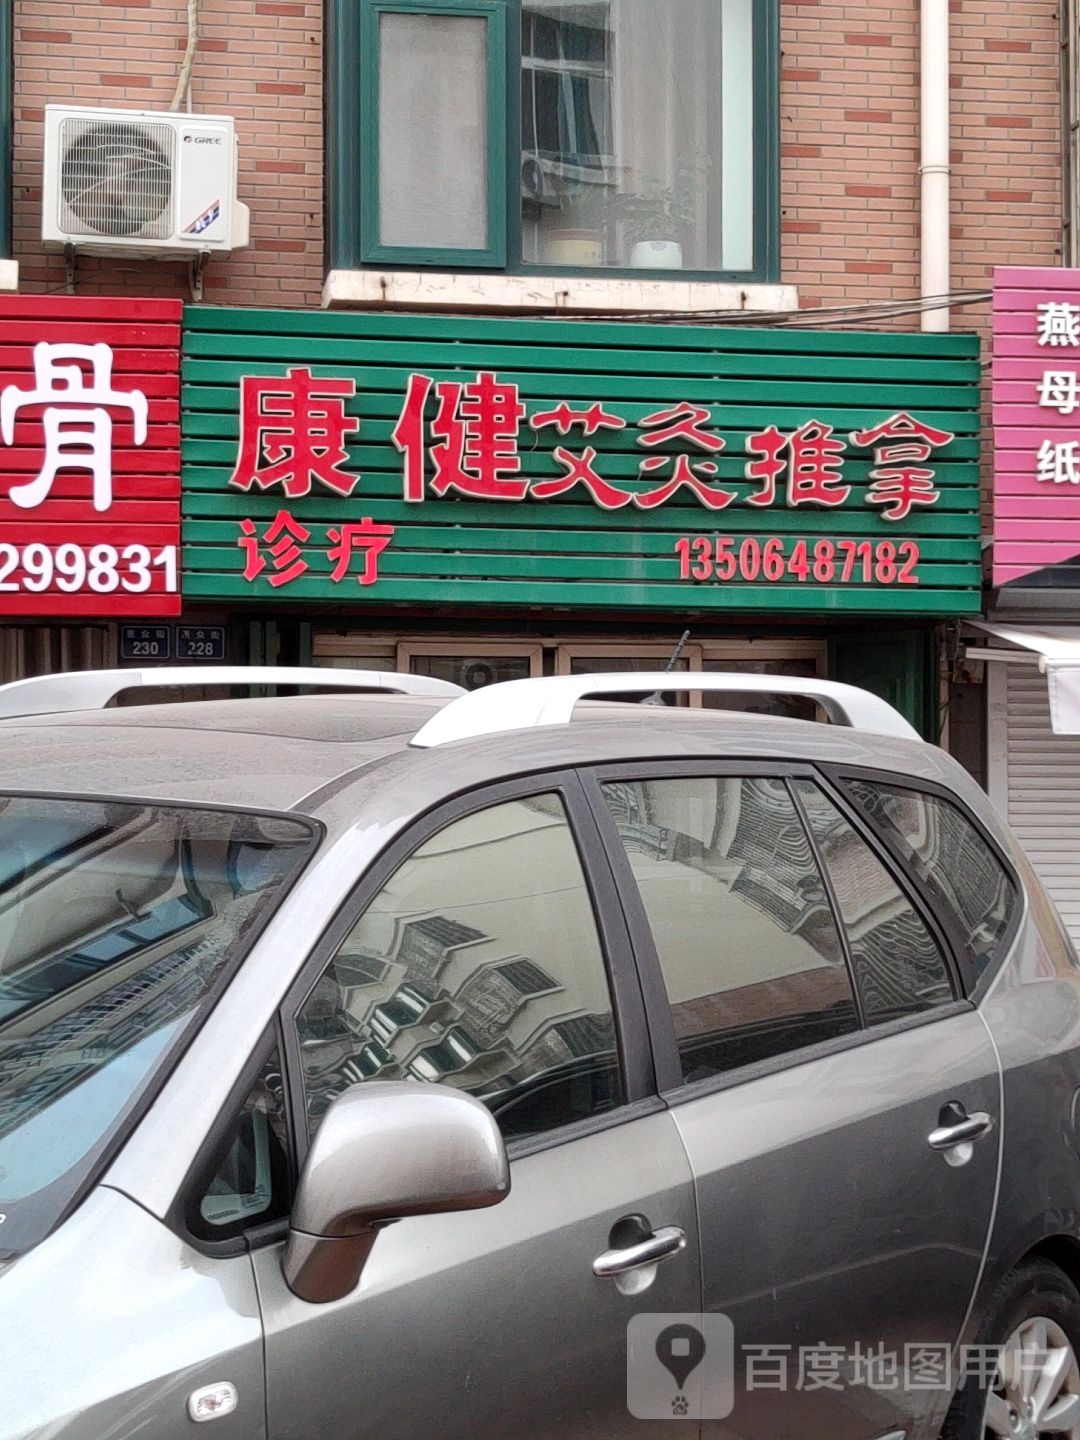 GREE
骨
299831
康健艾灸推拿
诊疗
13506487182
燕
母
纸
230
228
百度地图用户